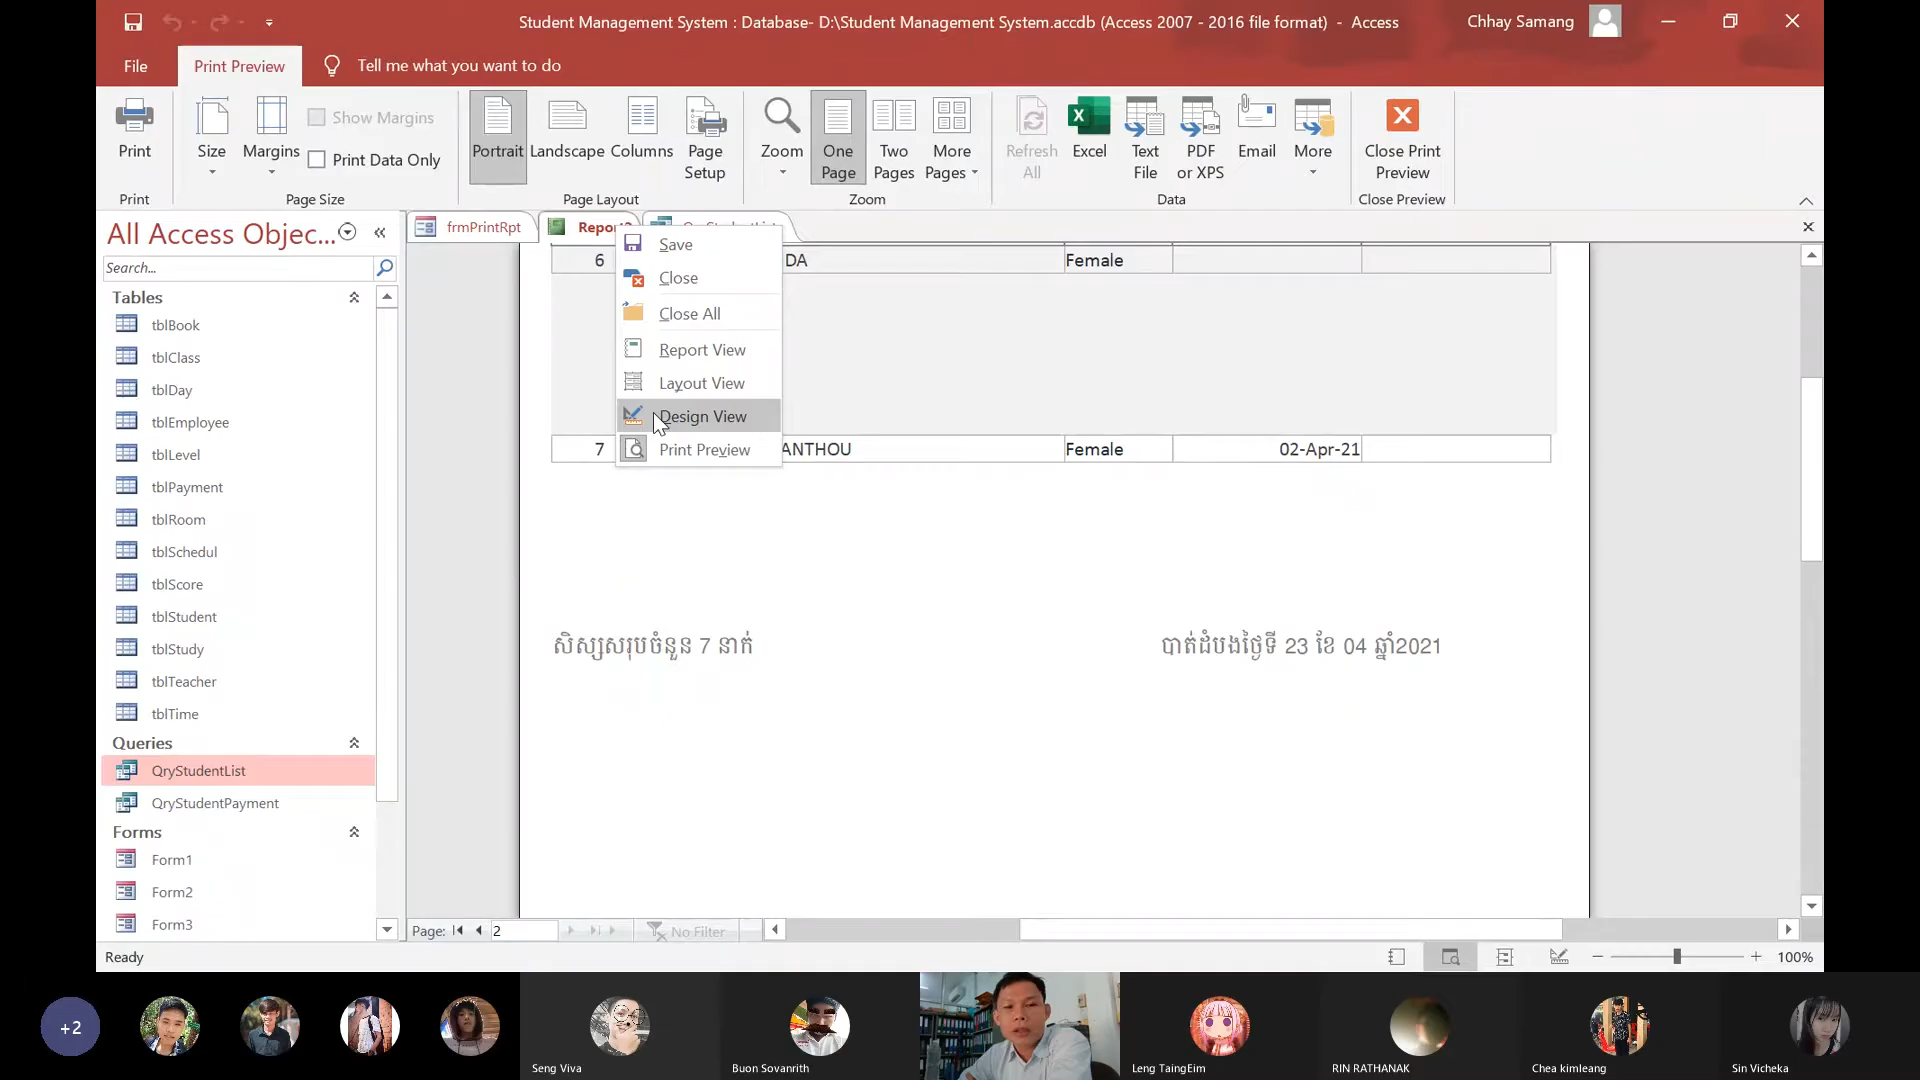 Student Management System : Database- D:\Student Management System.accdb (Access 2007 - 2016 file format) - Access
Chhay Samang
File
Print Preview
Tell me what you want to do
Print
Size
Margins
Show Margins
Print Data Only
Portrait
Landscape
Columns
Page Setup
Zoom
One Page
Two Pages
More Pages
Refresh All
Excel
Text File
PDF or XPS
Email
More
Close Print Preview
Print
Page Size
Page Layout
Zoom
Data
Close Preview
All Access Objec...
Search...
Tables
tblBook
tblClass
tblDay
tblEmployee
tblLevel
tblPayment
tblRoom
tblSchedul
tblScore
tblStudent
tblStudy
tblTeacher
tblTime
Queries
QryStudentList
QryStudentPayment
Forms
Form1
Form2
Form3
frmPrintRpt
Save
Close
Close All
Report View
Layout View
Design View
Print Preview
6 DA Female
7 ANTHOU Female 02-Apr-21
សិស្សសរុបចំនួន 7 នាក់
បាត់ដំបងថ្ងៃទី 23 ខែ 04 ឆ្នាំ2021
Page: 2
No Filter
Ready
100%
+2
Seng Viva
Buon Sovanrith
Leng TaingEim
RIN RATHANAK
Chea kimleang
Sin Vicheka